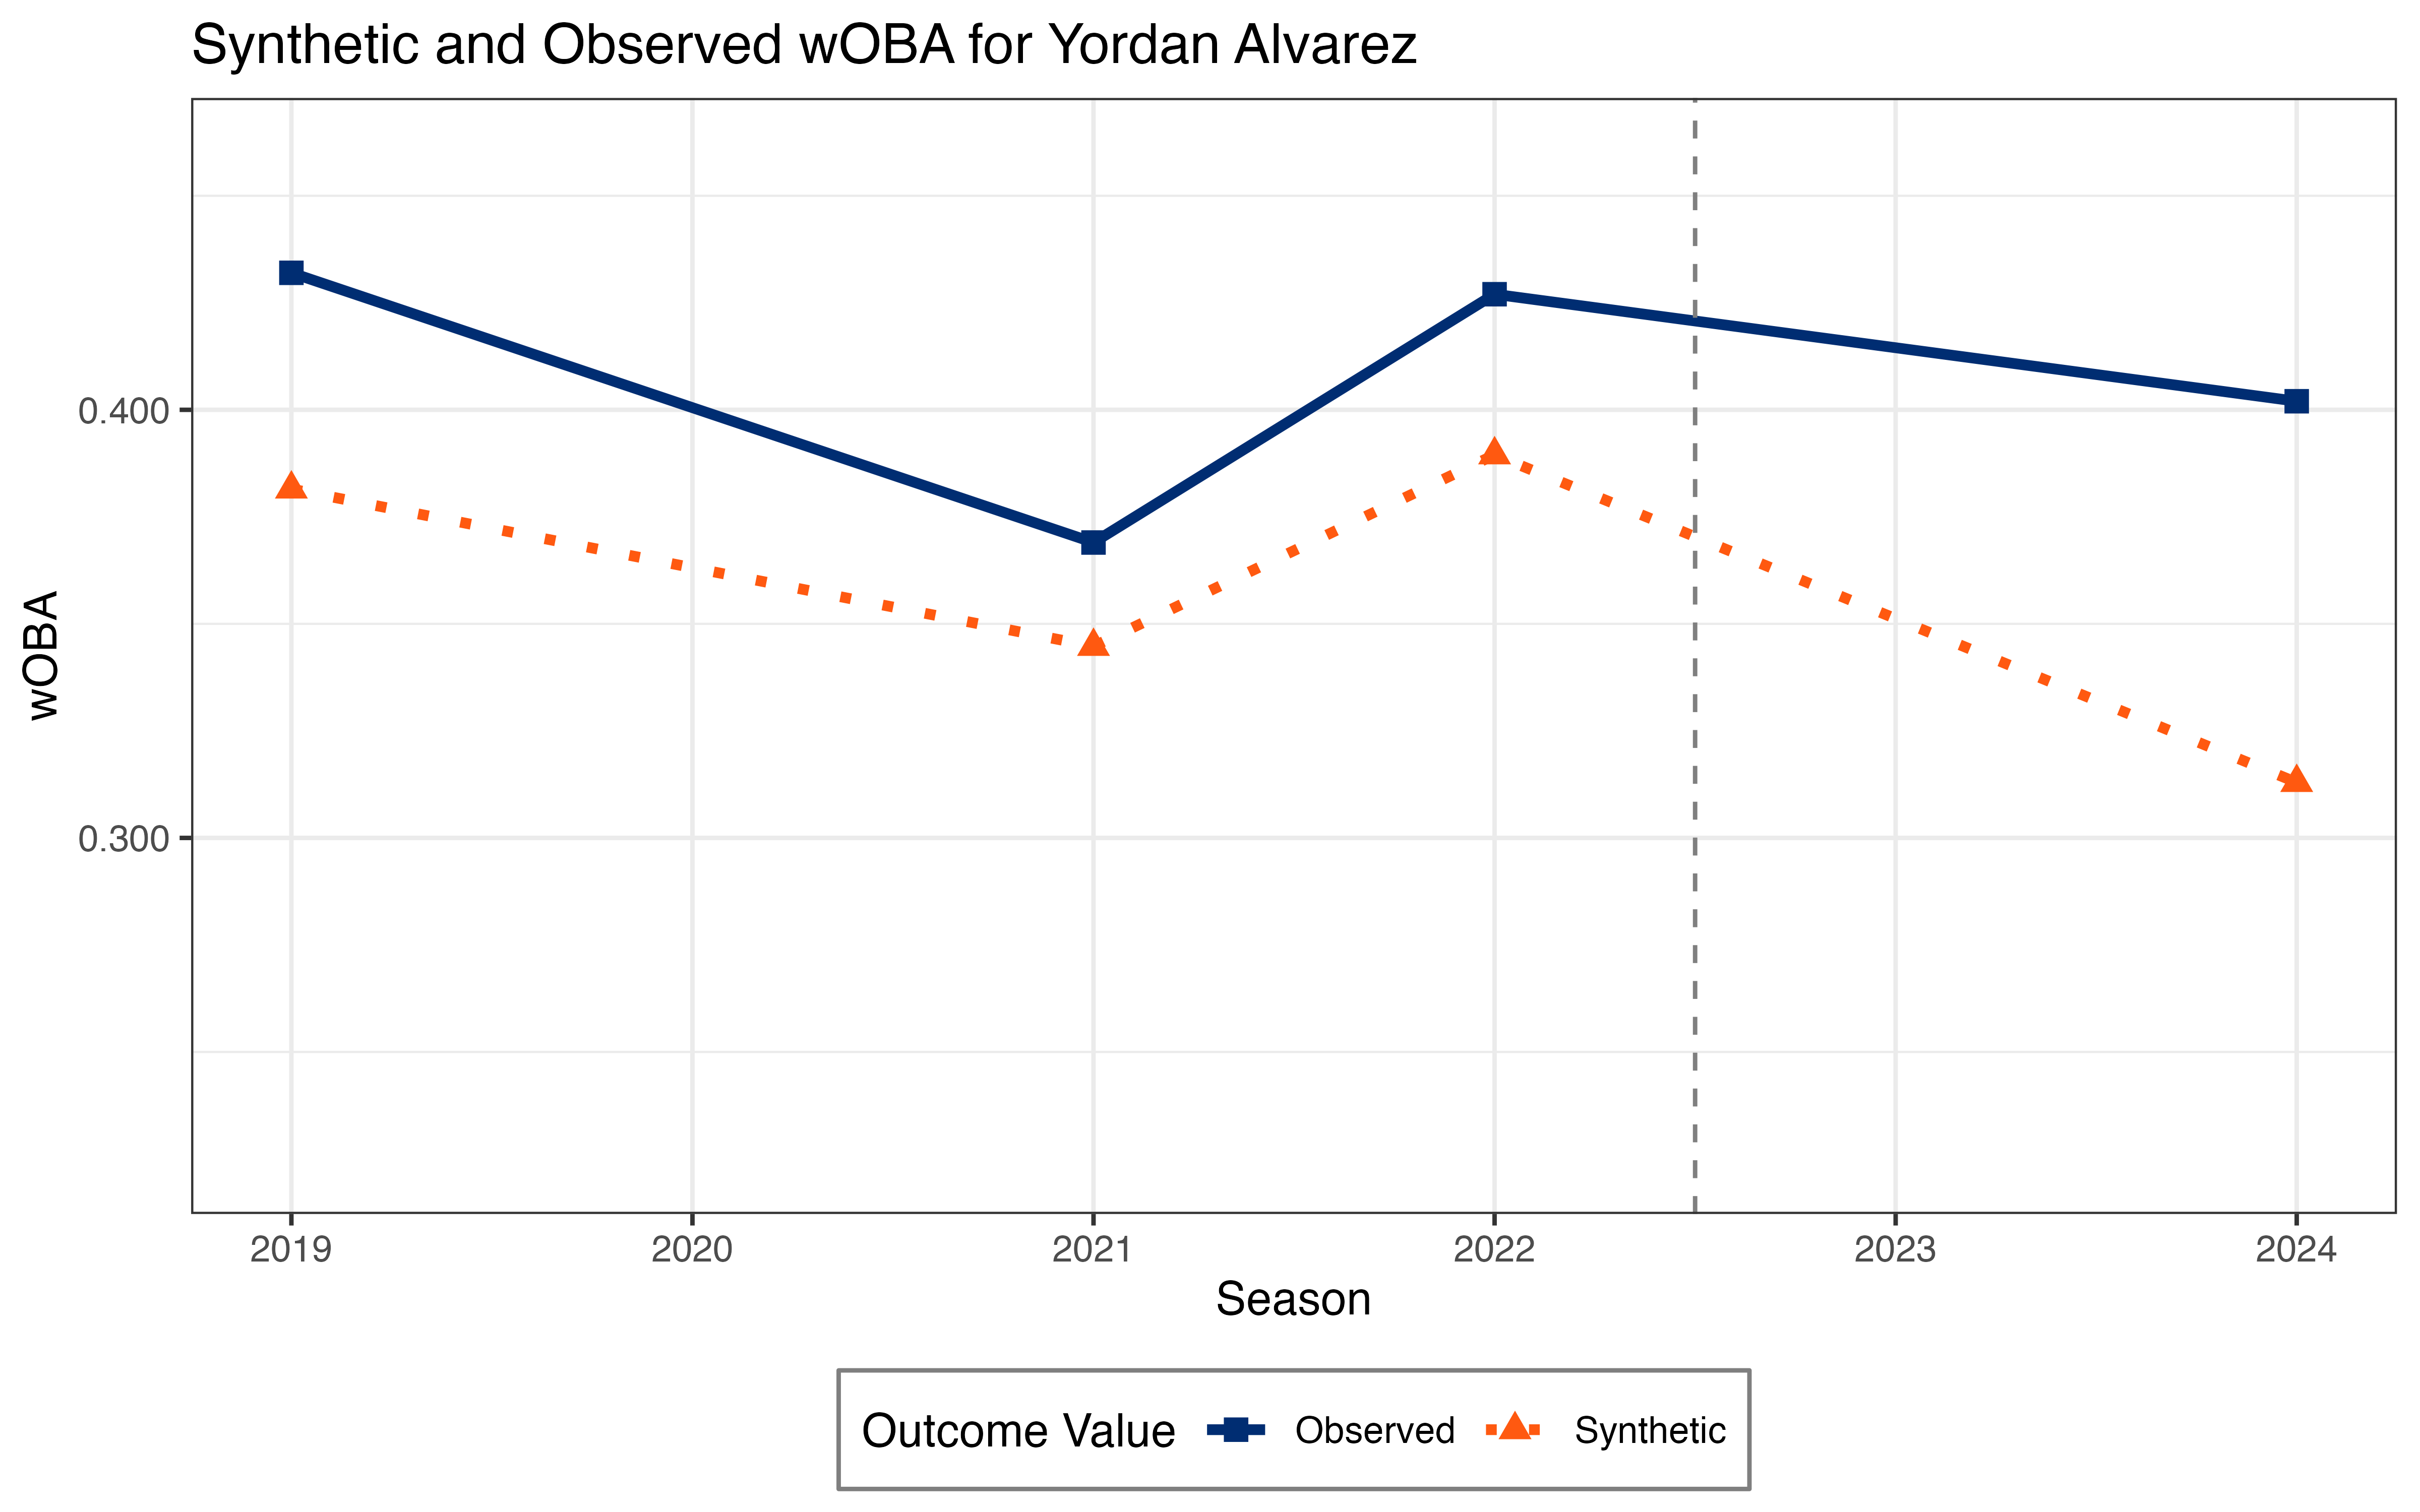 Synthetic and Observed wOBA for Yordan Alvarez
0.400
0.300
wOBA
2019 2020 2021 2022 2023 2024
Season
Outcome Value Observed Synthetic